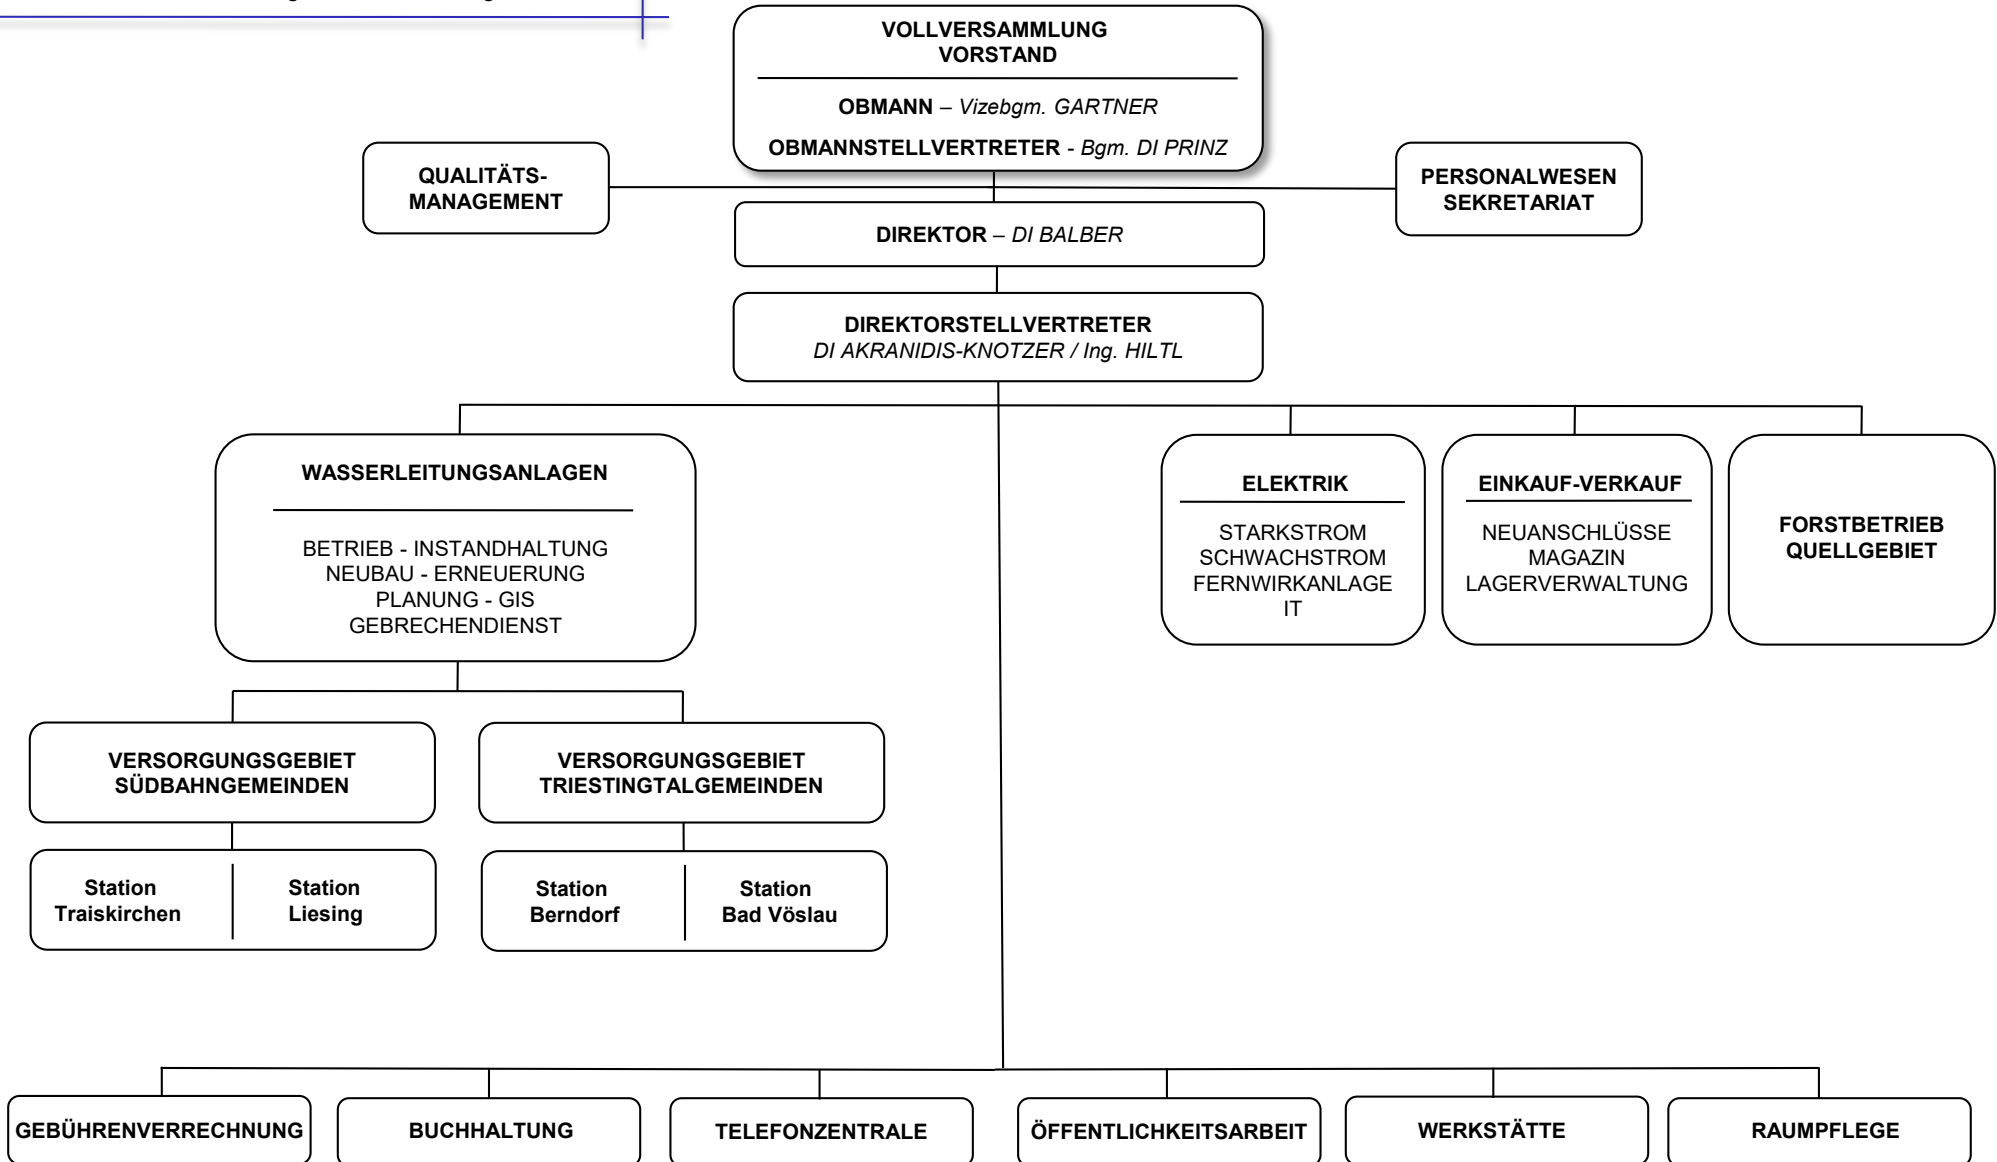 VOLLVERSAMMLUNG
VORSTAND
OBMANN – Vizebgm. GARTNER
OBMANNSTELLVERTRETER - Bgm. DI PRINZ
QUALITÄTS-
MANAGEMENT
PERSONALWESEN
SEKRETARIAT
DIREKTOR – DI BALBER
DIREKTORSTELLVERTRETER
DI AKRANIDIS-KNOTZER / Ing. HILTL
WASSERLEITUNGSANLAGEN
BETRIEB - INSTANDHALTUNG
NEUBAU - ERNEUERUNG
PLANUNG - GIS
GEBRECHENDIENST
ELEKTRIK
STARKSTROM
SCHWACHSTROM
FERNWIRKANLAGE
IT
EINKAUF-VERKAUF
NEUANSCHLÜSSE
MAGAZIN
LAGERVERWALTUNG
FORSTBETRIEB
QUELLGEBIET
VERSORGUNGSGEBIET
SÜDBAHNGEMEINDEN
VERSORGUNGSGEBIET
TRIESTINGTALGEMEINDEN
Station
Traiskirchen
Station
Liesing
Station
Berndorf
Station
Bad Vöslau
GEBÜHRENVERRECHNUNG
BUCHHALTUNG
TELEFONZENTRALE
ÖFFENTLICHKEITSARBEIT
WERKSTÄTTE
RAUMPFLEGE